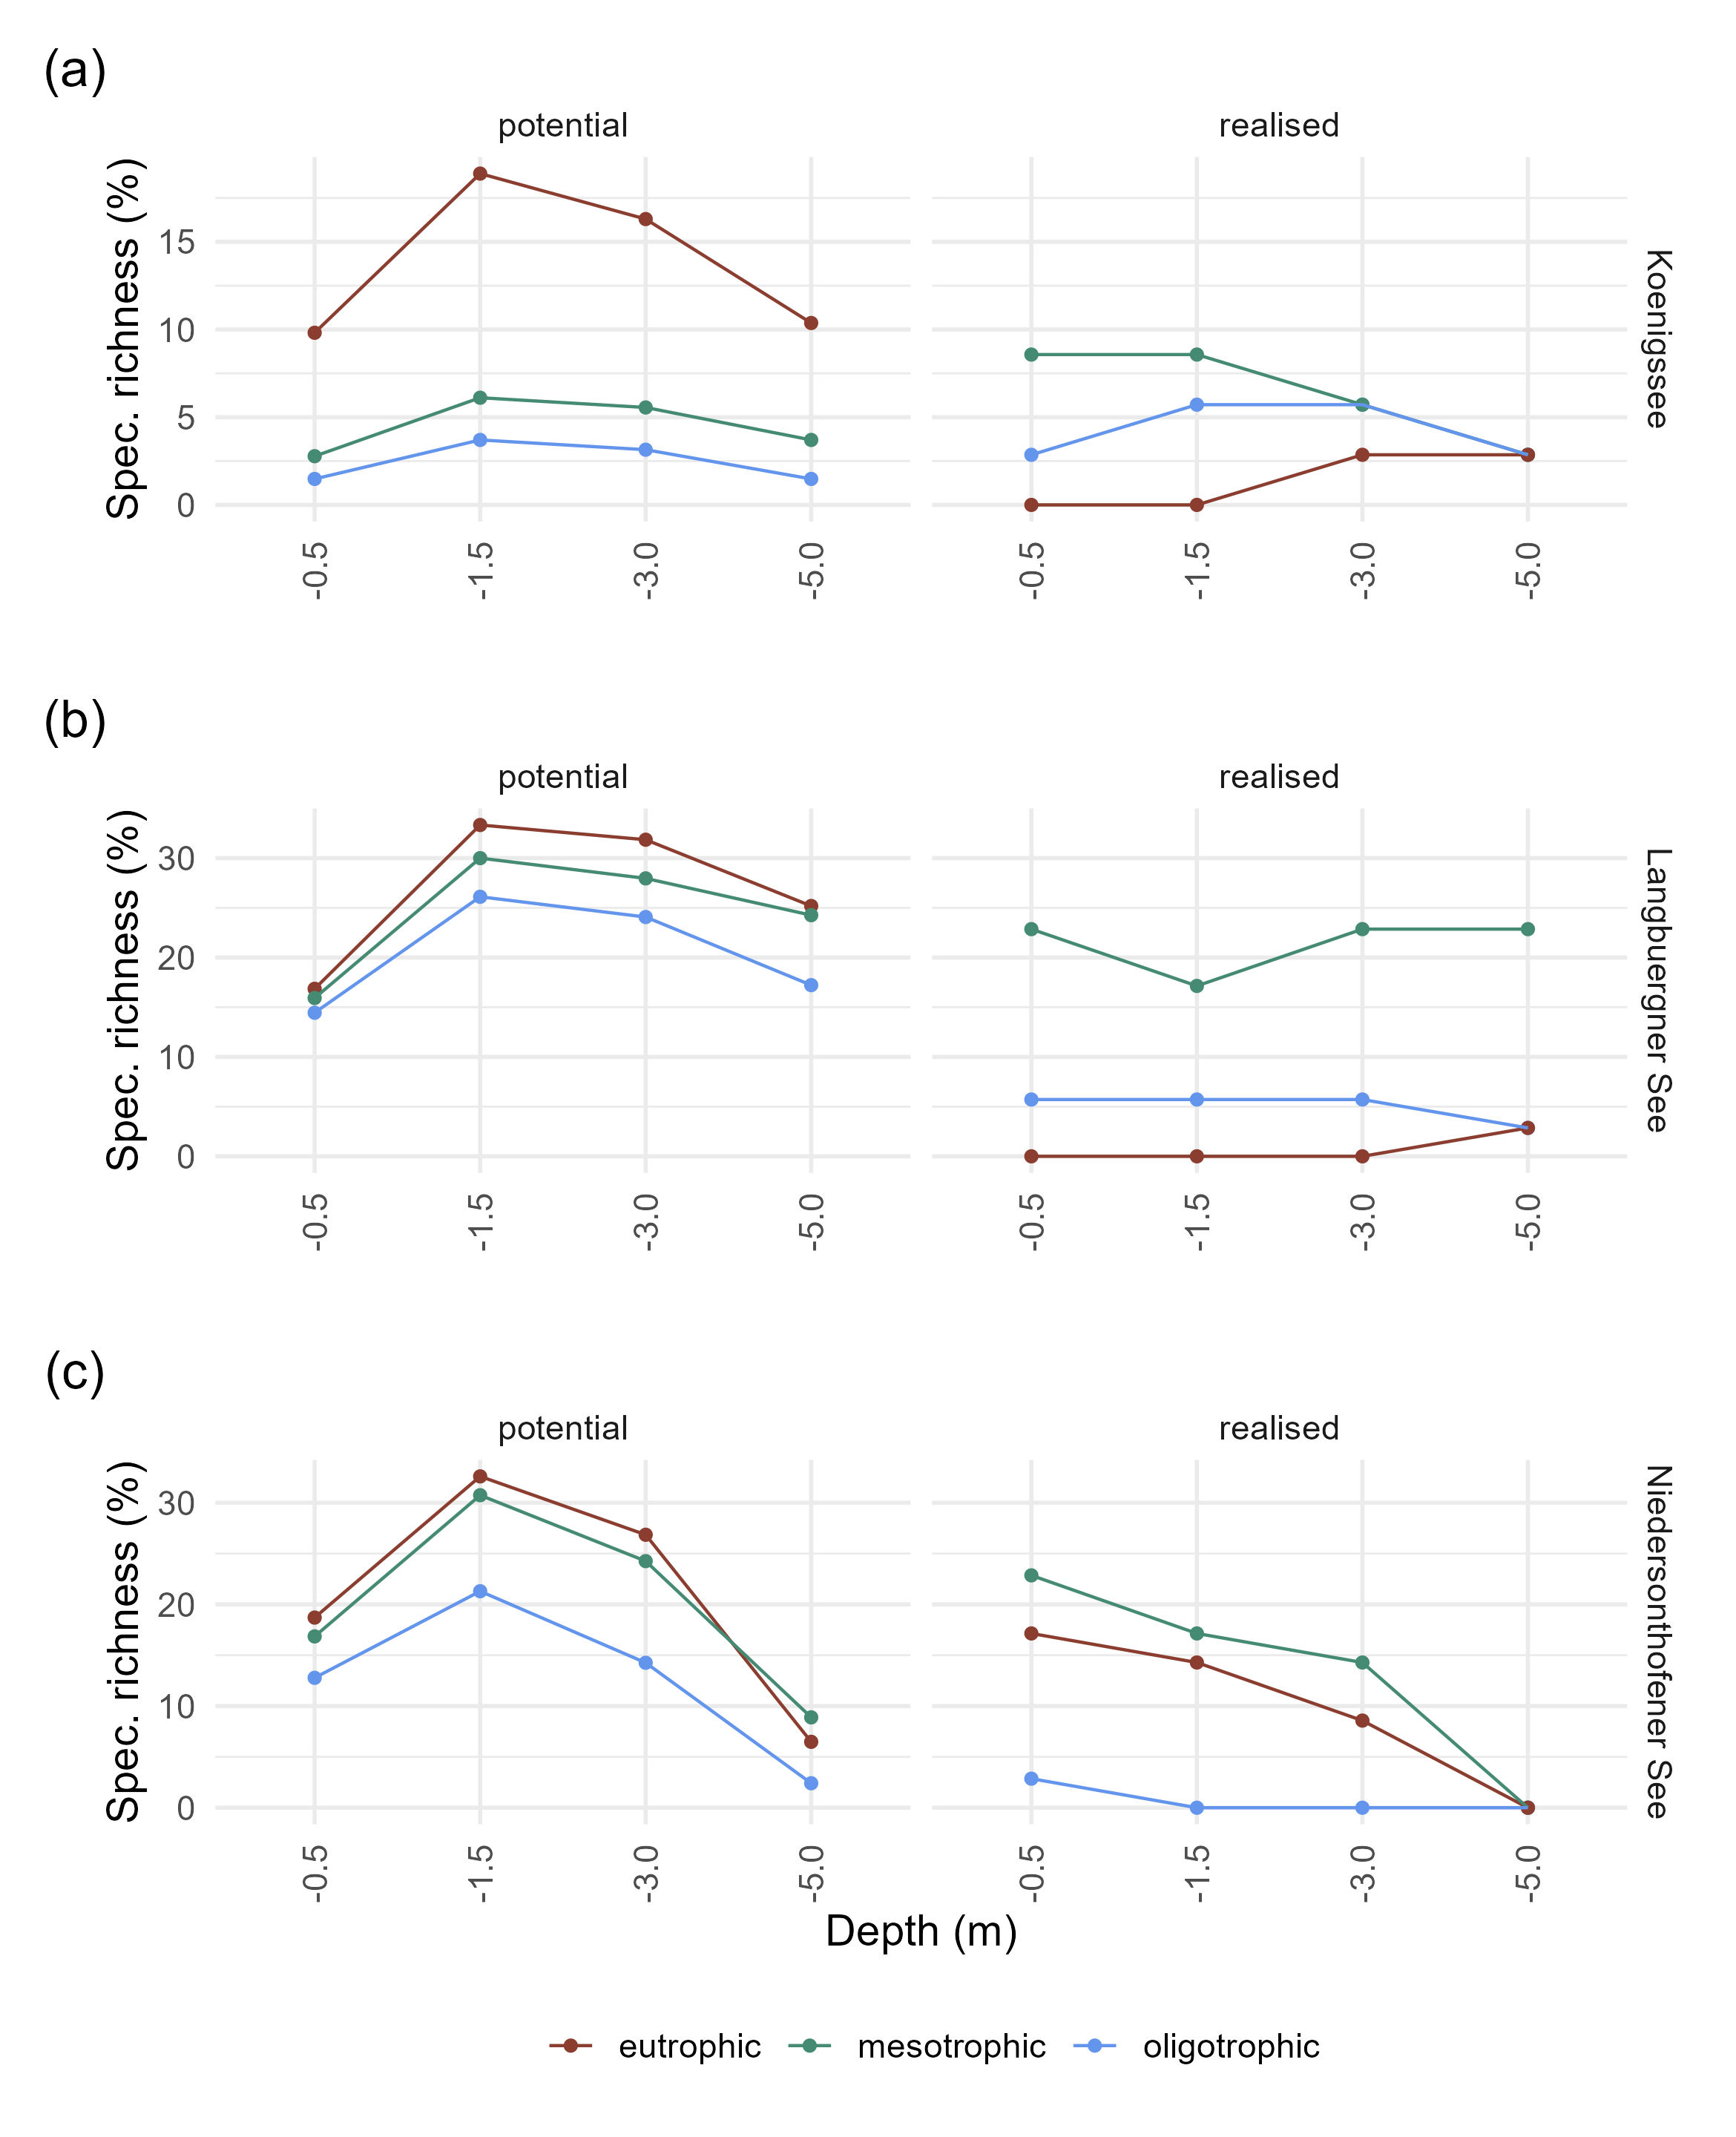 (a)
potential
realised
Spec. richness (%)
15
10
5
0
Koenigssee
-0.5
-1.5
-3.0
-5.0
-0.5
-1.5
-3.0
-5.0
(b)
potential
realised
Spec. richness (%)
30
20
10
0
Langbuergner See
-0.5
-1.5
-3.0
-5.0
-0.5
-1.5
-3.0
-5.0
(c)
potential
realised
Spec. richness (%)
30
20
10
0
Niedersonthofener See
-0.5
-1.5
-3.0
-5.0
-0.5
-1.5
-3.0
-5.0
Depth (m)
eutrophic
mesotrophic
oligotrophic